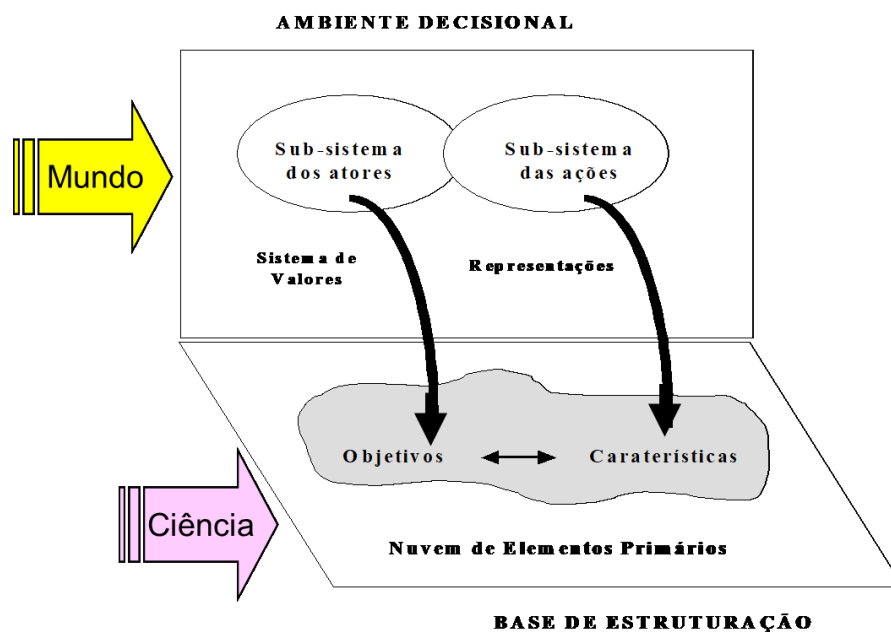 AMBIENTE DECISIONAL
Sub-sistema
dos atores
Sub-sistema
das ações
Mundo
Sistema de
Valores
Representações
Objetivos
Caraterísticas
Ciência
Nuvem de Elementos Primários
BASE DE ESTRUTURAÇÃO